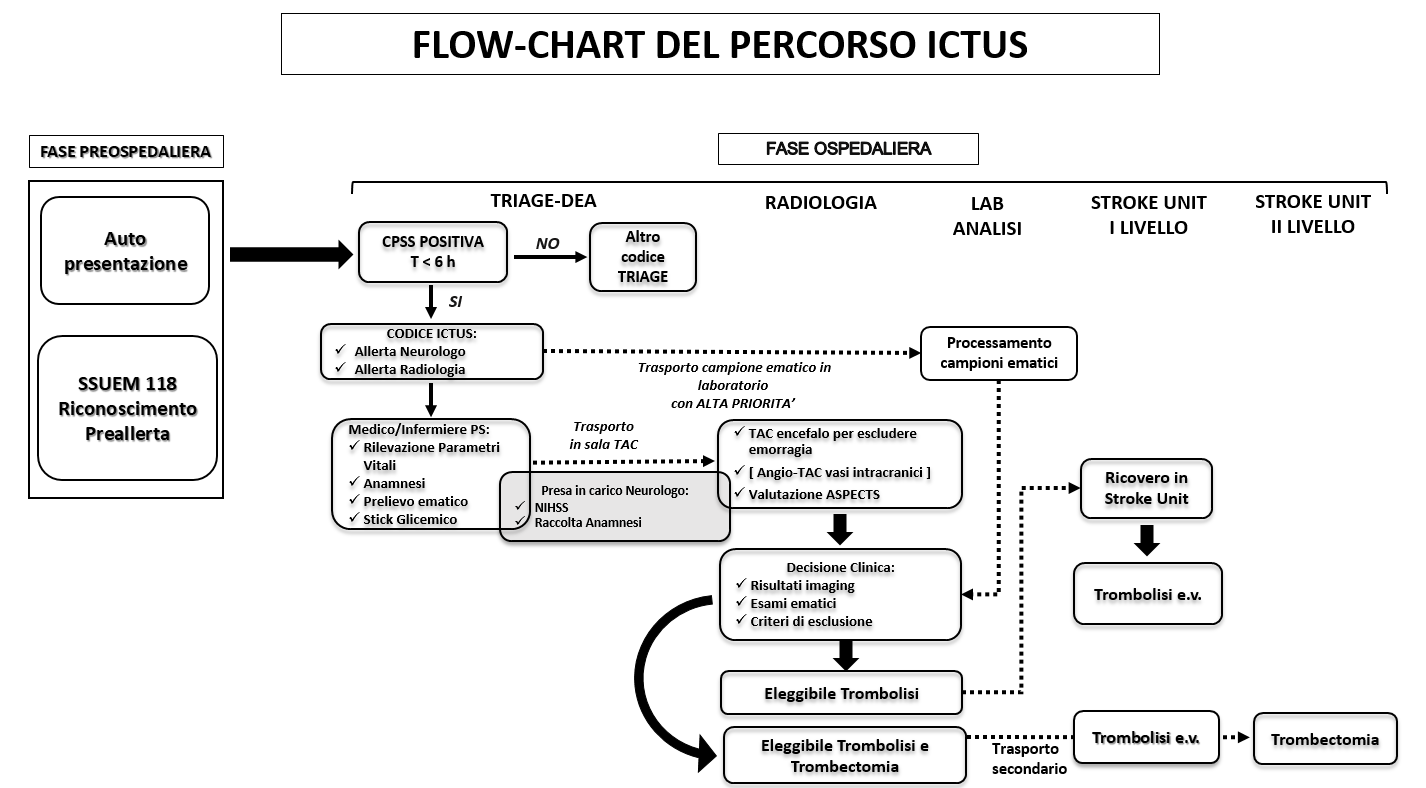 FLOW-CHART DEL PERCORSO ICTUS
FASE PREOSPEDALIERA
Auto
presentazione
SSUEM 118
Riconoscimento
Preallerta
FASE OSPEDALIERA
TRIAGE-DEA
RADIOLOGIA
LAB
ANALISI
STROKE UNIT
I LIVELLO
STROKE UNIT
II LIVELLO
CPSS POSITIVA
T < 6 h
NO
Altro
codice
TRIAGE
SI
CODICE ICTUS:
✓ Allerta Neurologo
✓ Allerta Radiologia
Trasporto campione ematico in
laboratorio
con ALTA PRIORITA’
Processamento
campioni ematici
Medico/Infermiere PS:
✓ Rilevazione Parametri
Vitali
✓ Anamnesi
✓ Prelievo ematico
✓ Stick Glicemico
Trasporto
in sala TAC
Presa in carico Neurologo:
✓ NIHSS
✓ Raccolta Anamnesi
✓ TAC encefalo per escludere
emorragia
✓ [ Angio-TAC vasi intracranici ]
✓ Valutazione ASPECTS
Decisione Clinica:
✓ Risultati imaging
✓ Esami ematici
✓ Criteri di esclusione
Eleggibile Trombolisi
Ricovero in
Stroke Unit
Trombolisi e.v.
Eleggibile Trombolisi e
Trombectomia
Trasporto
secondario
Trombolisi e.v.
Trombectomia